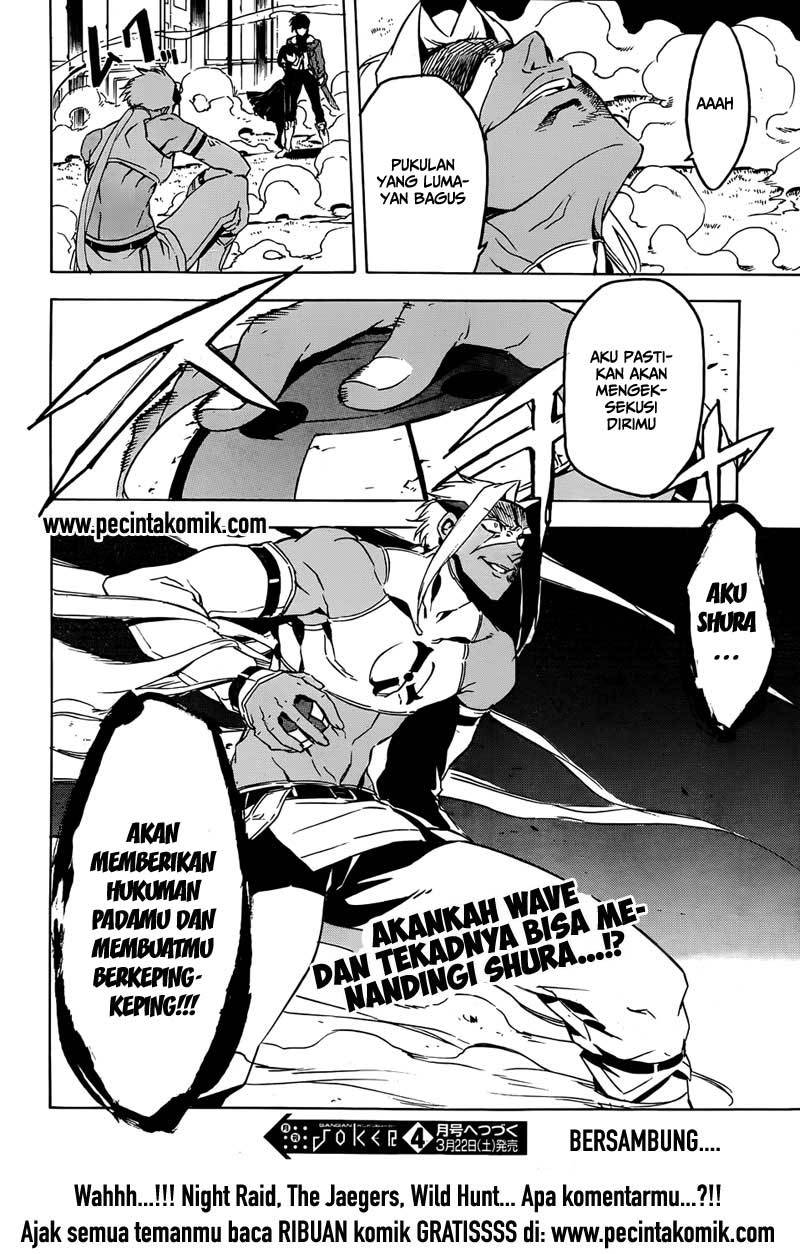 AAAH
PUKULAN
YANG LUMA-
YAN BAGUS
AKU PASTI-
KAN AKAN
MENGEK-
SEKUSI
DIRIMU
www.pecintakomik.com
AKU
SHURA
...
AKAN
MEMBERIKAN
HUKUMAN
PADAMU DAN
MEMBUATMU
BERKEPING-
KEPING!!!
AKANKAH WAVE
DAN TEKADNYA BISA ME-
NANDINGI SHURA...!?
JOKER 4
月号へつづく
3月22日(土)発売
BERSAMBUNG....
Wahhh...!!! Night Raid, The Jaegers, Wild Hunt... Apa komentarmu...?!!
Ajak semua temanmu baca RIBUAN komik GRATISSSS di: www.pecintakomik.com